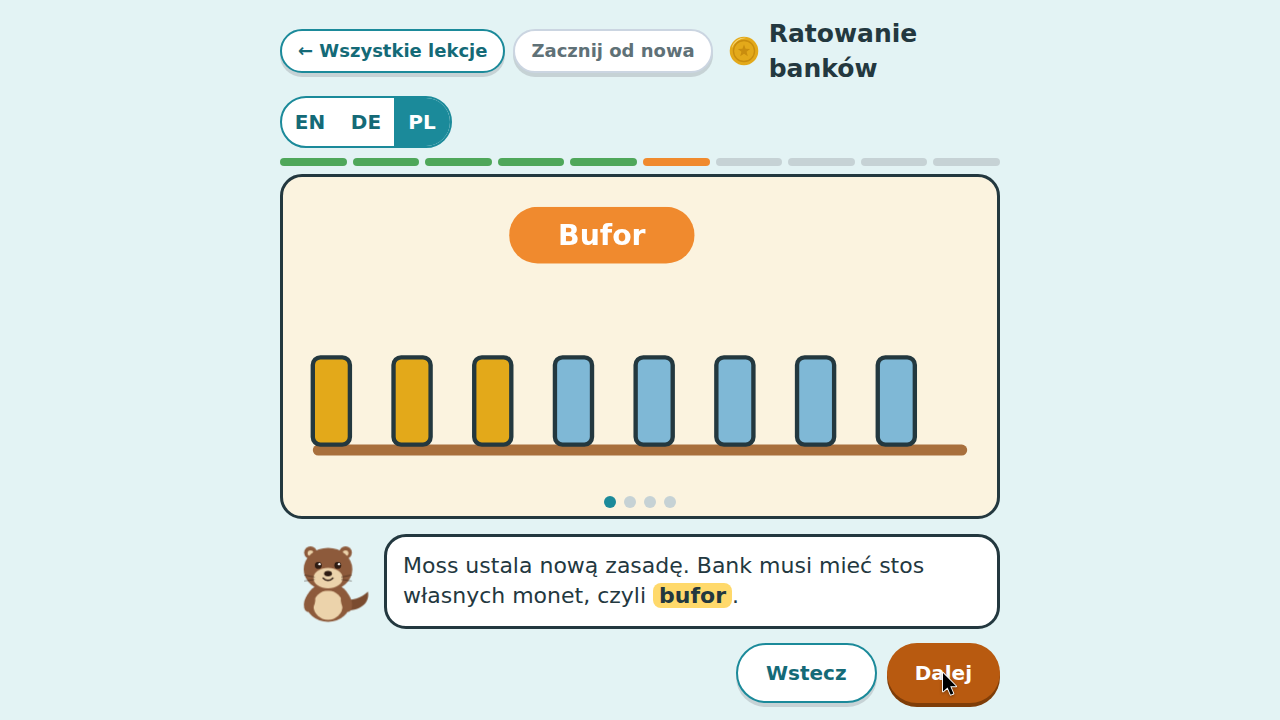 ← Wszystkie lekcje
Zacznij od nowa
Ratowanie
banków
EN DE PL
Bufor
Moss ustala nową zasadę. Bank musi mieć stos
własnych monet, czyli bufor.
Wstecz
Dalej